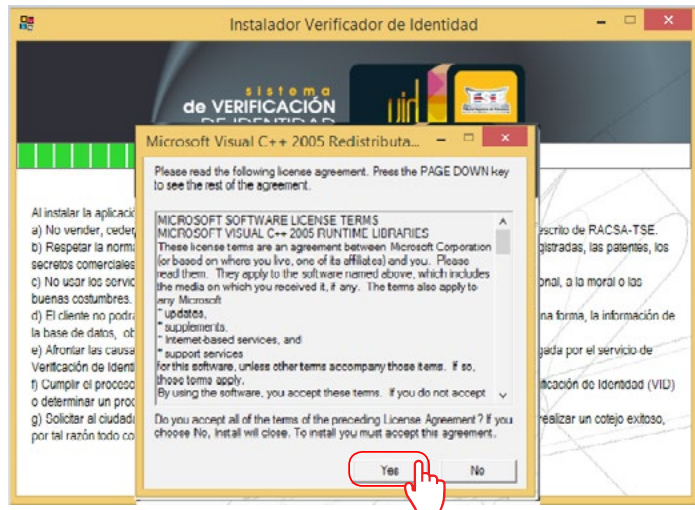 Instalador Verificador de Identidad
sistema
de VERIFICACIÓN
DE IDENTIDAD
vid
TSE
Microsoft Visual C++ 2005 Redistributa...
Please read the following license agreement. Press the PAGE DOWN key
to see the rest of the agreement.
MICROSOFT SOFTWARE LICENSE TERMS
MICROSOFT VISUAL C++ 2005 RUNTIME LIBRARIES
These license terms are an agreement between Microsoft Corporation
(or based on where you live, one of its affiliates) and you. Please
read them. They apply to the software named above, which includes
the media on which you received it, if any. The terms also apply to
any Microsoft
* updates,
* supplements,
* Internet-based services, and
* support services
for this software, unless other terms accompany those items. If so,
those terms apply.
By using the software, you accept these terms. If you do not accept
Do you accept all of the terms of the preceding License Agreement? If you
choose No, Install will close. To install you must accept this agreement.
Yes
No
Al instalar la aplicació
a) No vender, ceder, escrito de RACSA-TSE.
b) Respetar la norma gistradas, las patentes, los
secretos comerciales
c) No usar los servic onal, a la moral o las
buenas costumbres.
d) El cliente no podrá na forma, la información de
la base de datos, ob
e) Afrontar las causa gada por el servicio de
Verificación de Identi
f) Cumplir el proceso ificación de Identidad (VID)
o determinar un proc
g) Solicitar al ciudada realizar un cotejo exitoso,
por tal razón todo co